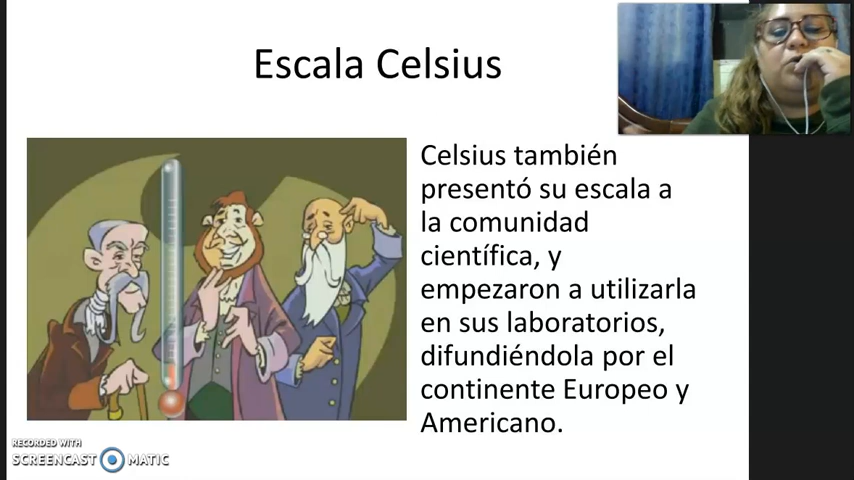 Escala Celsius
Celsius también
presentó su escala a
la comunidad
científica, y
empezaron a utilizarla
en sus laboratorios,
difundiéndola por el
continente Europeo y
Americano.
RECORDED WITH
SCREENCAST MATIC